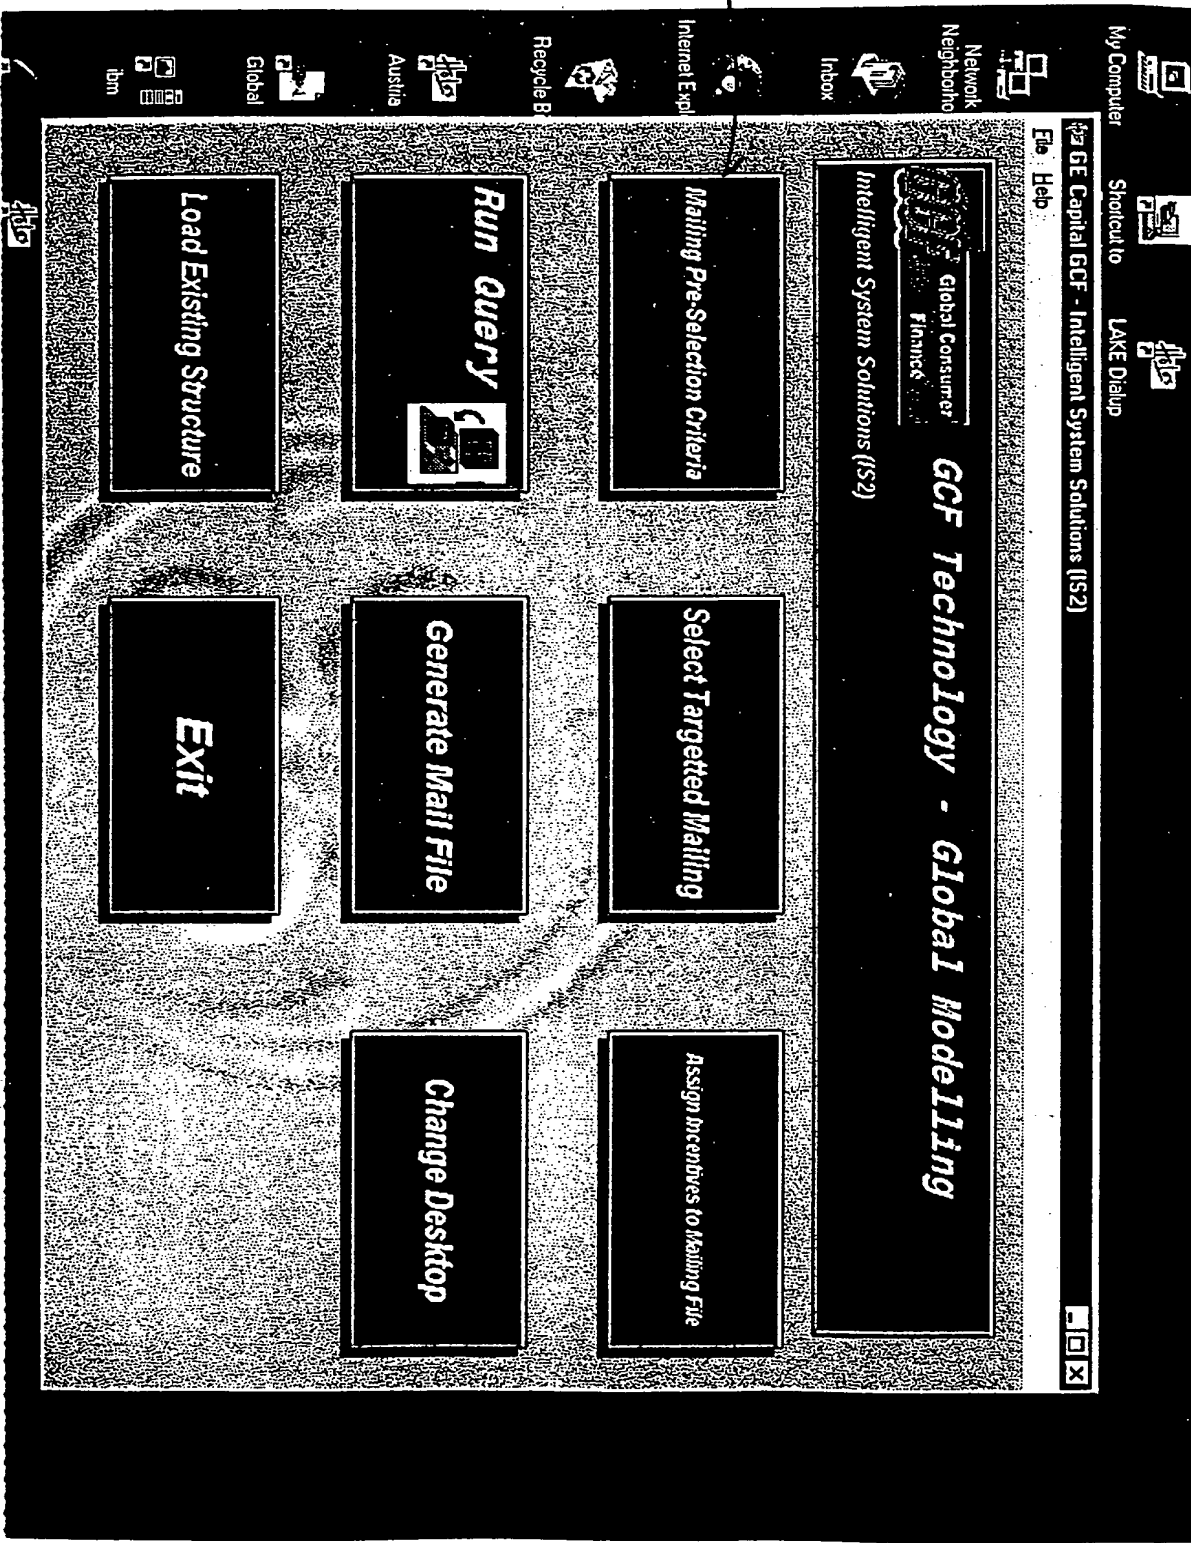 My Computer
Shortcut to
LAKE Dialup
Network
Neighborho
Inbox
Internet Expl
Recycle Bi
Austria
Global
ibm
GE Capital GCF - Intelligent System Solutions (IS2)
File Help
Global Consumer
Finance
GCF Technology - Global Modelling
Intelligent System Solutions (IS2)
Mailing Pre-Selection Criteria
Select Targetted Mailing
Assign Incentives to Mailing File
Run Query
Generate Mail File
Change Desktop
Load Existing Structure
Exit